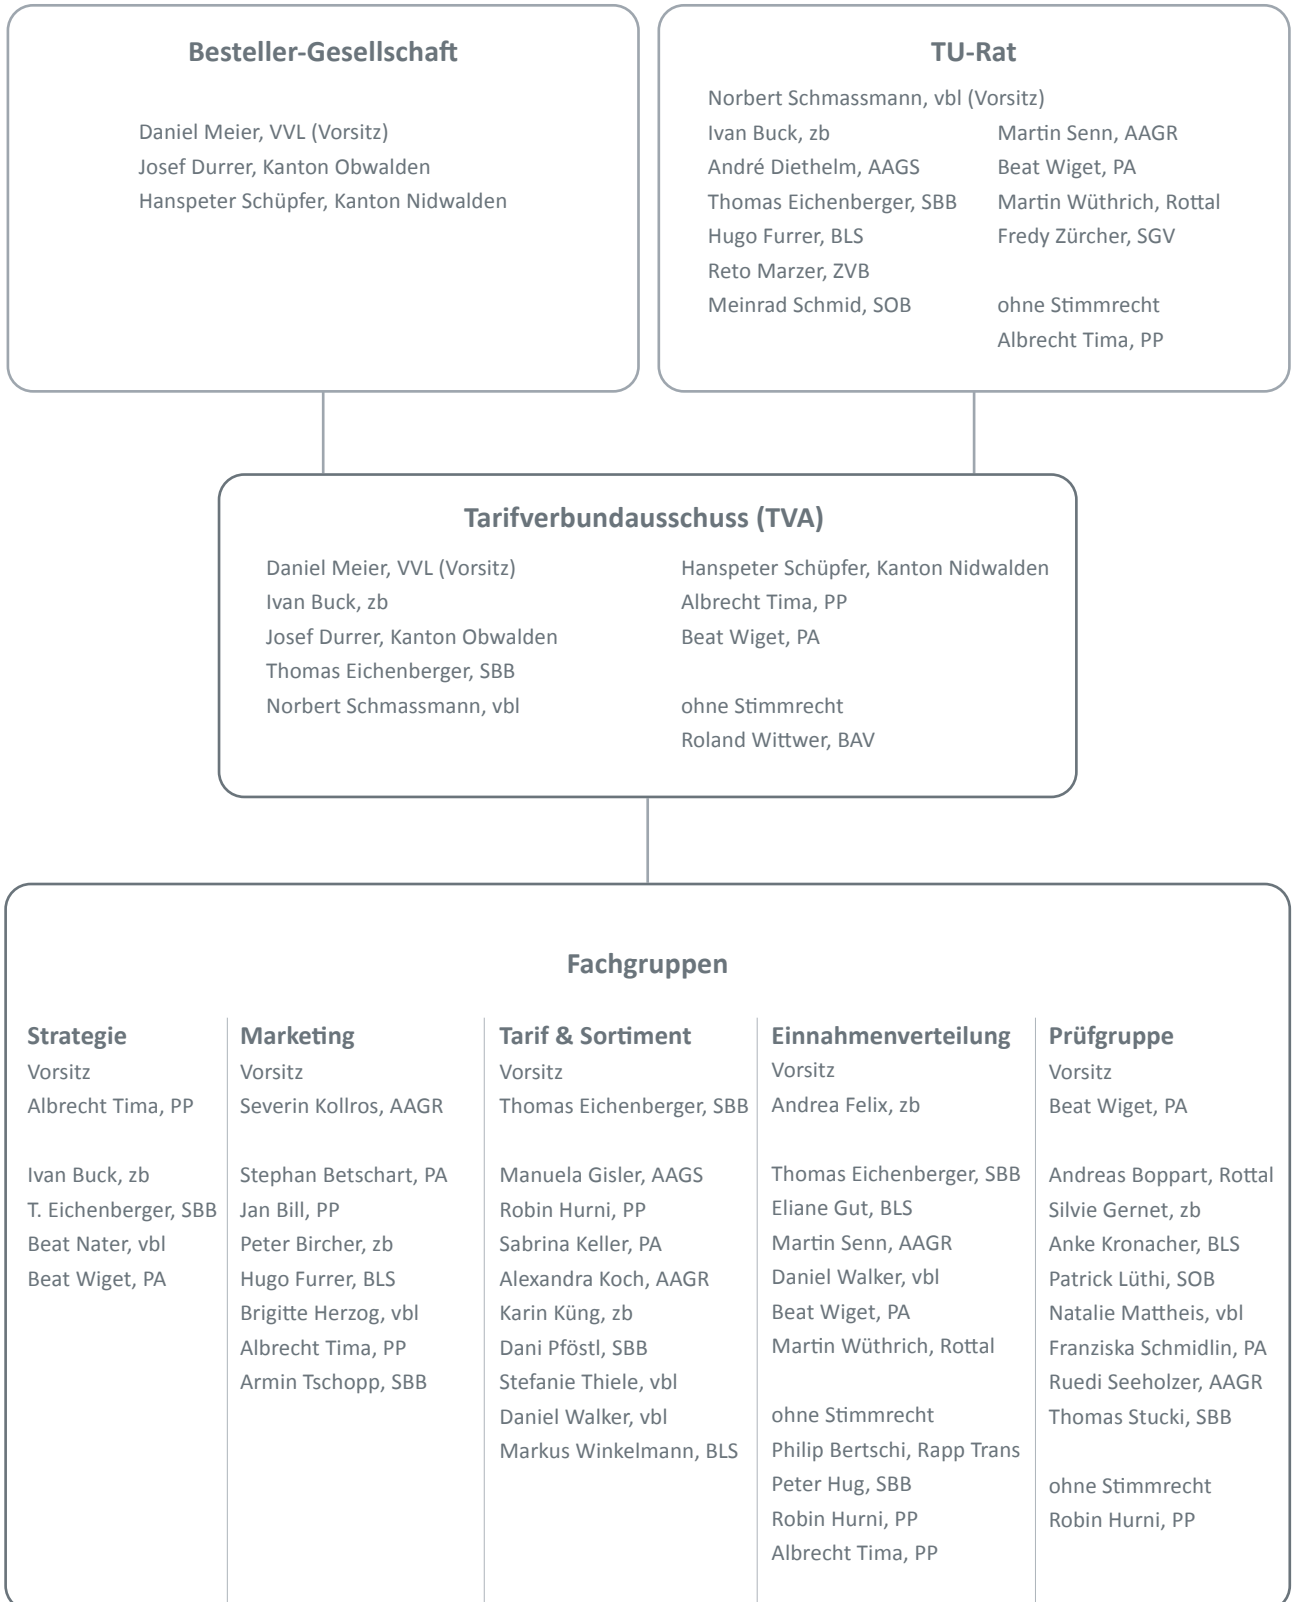 Besteller-Gesellschaft
Daniel Meier, VVL (Vorsitz)
Josef Durrer, Kanton Obwalden
Hanspeter Schüpfer, Kanton Nidwalden
TU-Rat
Norbert Schmassmann, vbl (Vorsitz)
Ivan Buck, zb
André Diethelm, AAGS
Thomas Eichenberger, SBB
Hugo Furrer, BLS
Reto Marzer, ZVB
Meinrad Schmid, SOB
Martin Senn, AAGR
Beat Wiget, PA
Martin Wüthrich, Rottal
Fredy Zürcher, SGV
ohne Stimmrecht
Albrecht Tima, PP
Tarifverbundausschuss (TVA)
Daniel Meier, VVL (Vorsitz)
Ivan Buck, zb
Josef Durrer, Kanton Obwalden
Thomas Eichenberger, SBB
Norbert Schmassmann, vbl
Hanspeter Schüpfer, Kanton Nidwalden
Albrecht Tima, PP
Beat Wiget, PA
ohne Stimmrecht
Roland Wittwer, BAV
Fachgruppen
Strategie
Vorsitz
Albrecht Tima, PP
Ivan Buck, zb
T. Eichenberger, SBB
Beat Nater, vbl
Beat Wiget, PA
Marketing
Vorsitz
Severin Kollros, AAGR
Stephan Betschart, PA
Jan Bill, PP
Peter Bircher, zb
Hugo Furrer, BLS
Brigitte Herzog, vbl
Albrecht Tima, PP
Armin Tschopp, SBB
Tarif & Sortiment
Vorsitz
Thomas Eichenberger, SBB
Manuela Gisler, AAGS
Robin Hurni, PP
Sabrina Keller, PA
Alexandra Koch, AAGR
Karin Küng, zb
Dani Pföstl, SBB
Stefanie Thiele, vbl
Daniel Walker, vbl
Markus Winkelmann, BLS
Einnahmenverteilung
Vorsitz
Andrea Felix, zb
Thomas Eichenberger, SBB
Eliane Gut, BLS
Martin Senn, AAGR
Daniel Walker, vbl
Beat Wiget, PA
Martin Wüthrich, Rottal
ohne Stimmrecht
Philip Bertschi, Rapp Trans
Peter Hug, SBB
Robin Hurni, PP
Albrecht Tima, PP
Prüfgruppe
Vorsitz
Beat Wiget, PA
Andreas Boppart, Rottal
Silvie Gernet, zb
Anke Kronacher, BLS
Patrick Lüthi, SOB
Natalie Mattheis, vbl
Franziska Schmidlin, PA
Ruedi Seeholzer, AAGR
Thomas Stucki, SBB
ohne Stimmrecht
Robin Hurni, PP